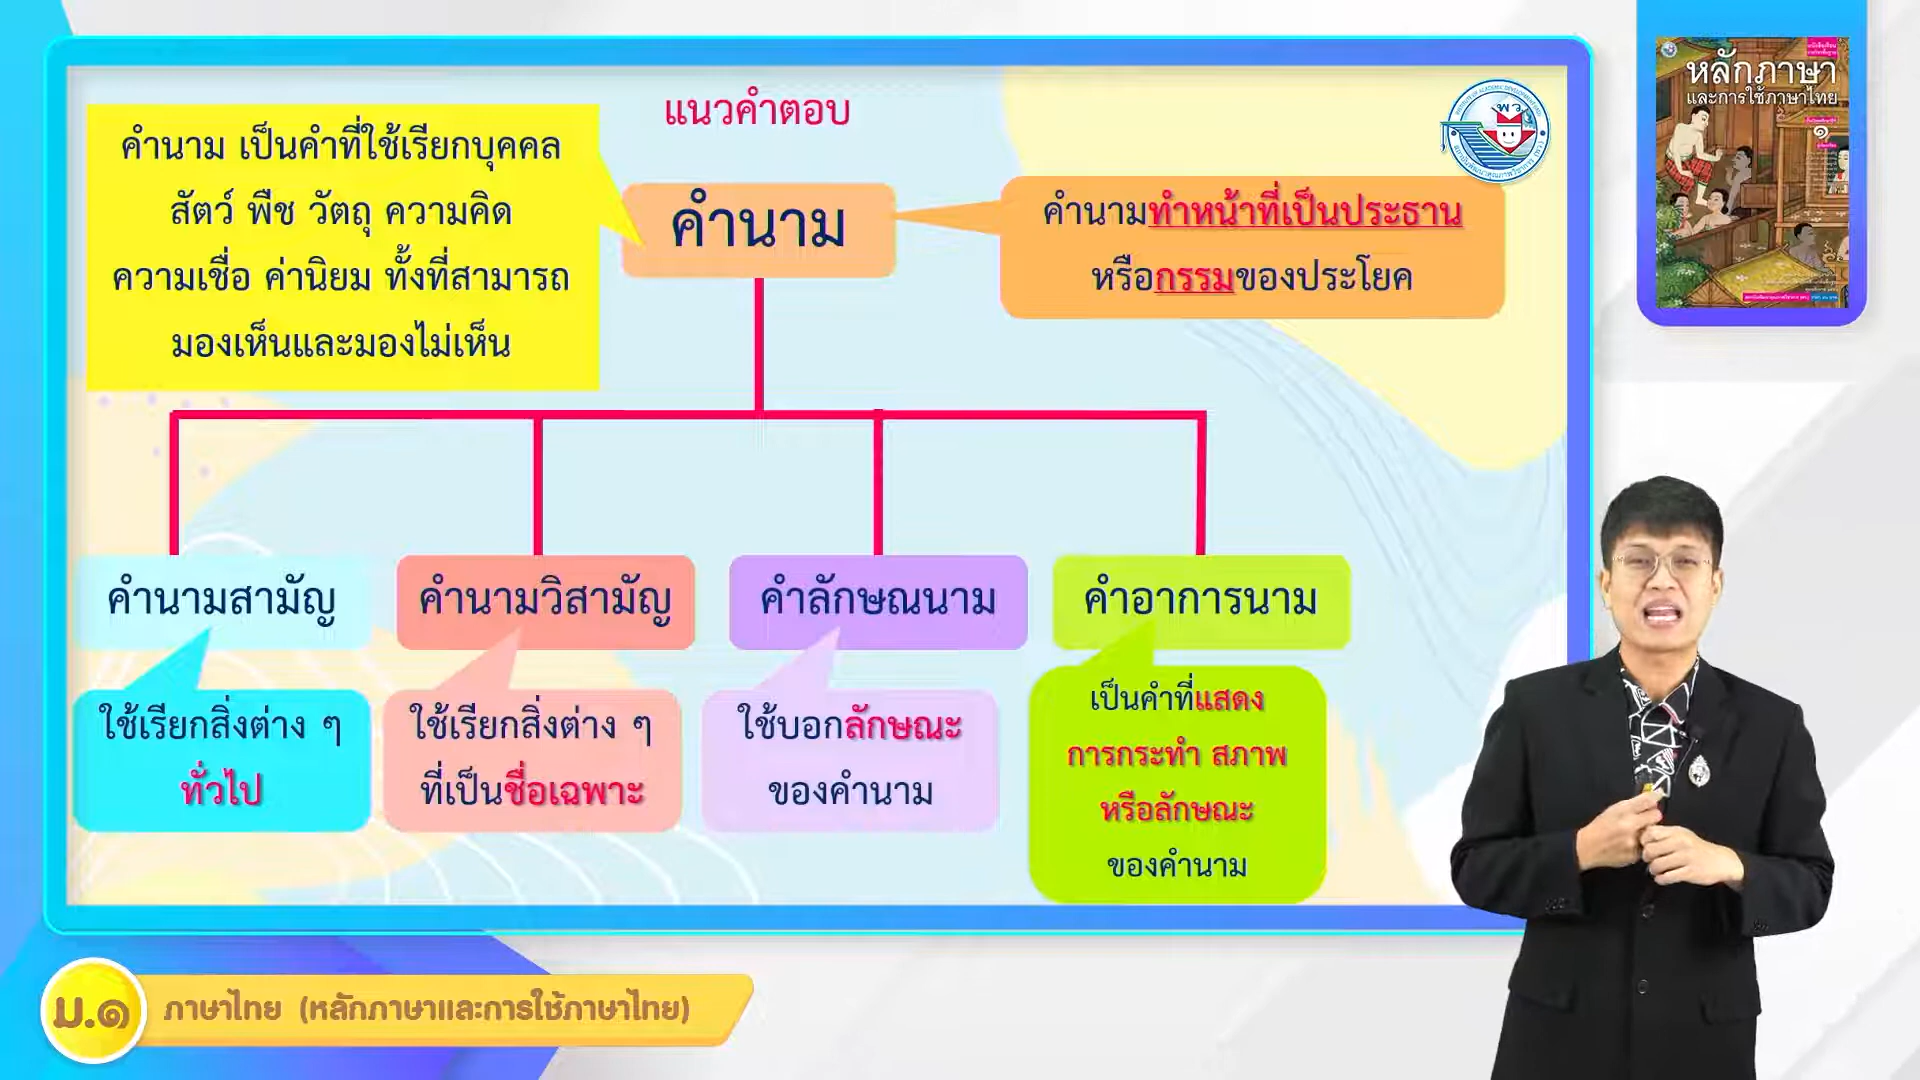 แนวคำตอบ
คำนาม เป็นคำที่ใช้เรียกบุคคล
สัตว์ พืช วัตถุ ความคิด
ความเชื่อ ค่านิยม ทั้งที่สามารถ
มองเห็นและมองไม่เห็น
คำนาม
คำนามทำหน้าที่เป็นประธาน
หรือกรรมของประโยค
คำนามสามัญ
คำนามวิสามัญ
คำลักษณนาม
คำอาการนาม
ใช้เรียกสิ่งต่าง ๆ
ทั่วไป
ใช้เรียกสิ่งต่าง ๆ
ที่เป็นชื่อเฉพาะ
ใช้บอกลักษณะ
ของคำนาม
เป็นคำที่แสดง
การกระทำ สภาพ
หรือลักษณะ
ของคำนาม
พว
หลักภาษา
และการใช้ภาษาไทย
๑
ม.๑
ภาษาไทย (หลักภาษาและการใช้ภาษาไทย)